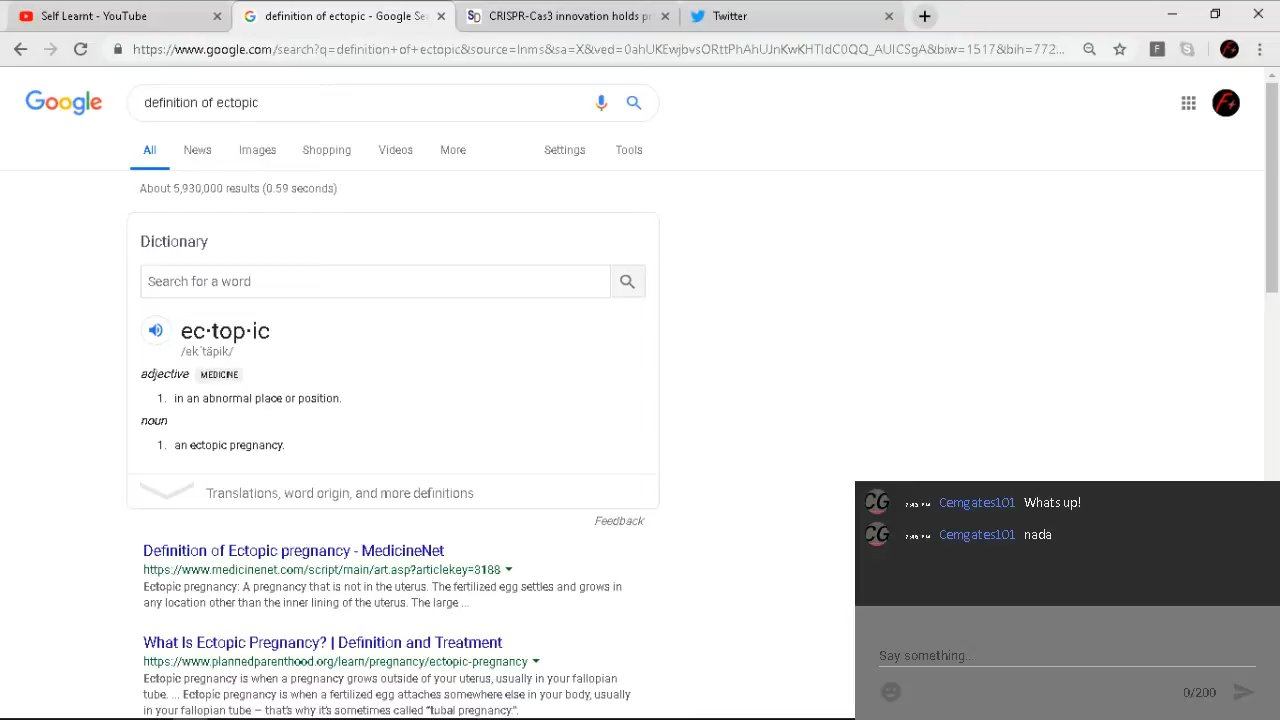 Self Learnt - YouTube
definition of ectopic - Google Se
CRISPR-Cas3 innovation holds pr
Twitter
https://www.google.com/search?q=definition+of+ectopic&source=lnms&sa=X&ved=0ahUKEwjbvsORttPhAhUJnKwKHTIdC0QQ_AUICSgA&biw=1517&bih=772...
Google
definition of ectopic
All News Images Shopping Videos More Settings Tools
About 5,930,000 results (0.59 seconds)
Dictionary
Search for a word
ec·top·ic
/ekˈtäpik/
adjective MEDICINE
1. in an abnormal place or position.
noun
1. an ectopic pregnancy.
Translations, word origin, and more definitions
Feedback
Definition of Ectopic pregnancy - MedicineNet
https://www.medicinenet.com/script/main/art.asp?articlekey=3188
Ectopic pregnancy: A pregnancy that is not in the uterus. The fertilized egg settles and grows in
any location other than the inner lining of the uterus. The large ...
What Is Ectopic Pregnancy? | Definition and Treatment
https://www.plannedparenthood.org/learn/pregnancy/ectopic-pregnancy
Ectopic pregnancy is when a pregnancy grows outside of your uterus, usually in your fallopian
tube. ... Ectopic pregnancy is when a fertilized egg attaches somewhere else in your body, usually
in your fallopian tube – that's why it's sometimes called "tubal pregnancy.".
CG Cemgates101 Whats up!
CG Cemgates101 nada
Say something...
0/200